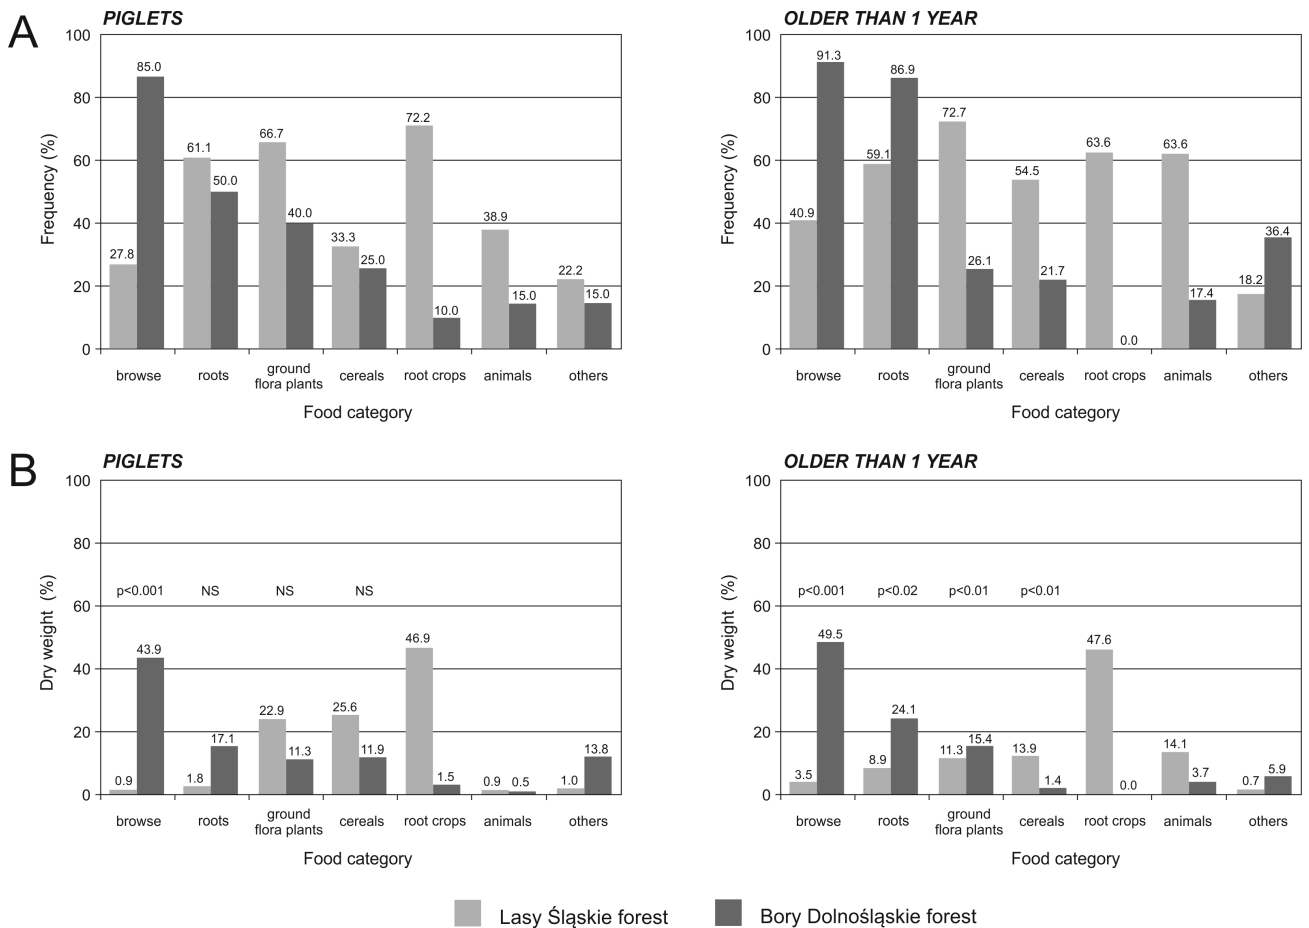 A
PIGLETS
100
80
60
40
20
0
Frequency (%)
27.8
85.0
61.1
50.0
66.7
40.0
33.3
25.0
72.2
10.0
38.9
15.0
22.2
15.0
browse
roots
ground
flora plants
cereals
root crops
animals
others
Food category
OLDER THAN 1 YEAR
100
80
60
40
20
0
Frequency (%)
40.9
91.3
59.1
86.9
72.7
26.1
54.5
21.7
63.6
0.0
63.6
17.4
18.2
36.4
browse
roots
ground
flora plants
cereals
root crops
animals
others
Food category
B
PIGLETS
100
80
60
40
20
0
Dry weight (%)
p<0.001
NS
NS
NS
0.9
43.9
1.8
17.1
22.9
11.3
25.6
11.9
46.9
1.5
0.9
0.5
1.0
13.8
browse
roots
ground
flora plants
cereals
root crops
animals
others
Food category
OLDER THAN 1 YEAR
100
80
60
40
20
0
Dry weight (%)
p<0.001
p<0.02
p<0.01
p<0.01
3.5
49.5
8.9
24.1
11.3
15.4
13.9
1.4
47.6
0.0
14.1
3.7
0.7
5.9
browse
roots
ground
flora plants
cereals
root crops
animals
others
Food category
Lasy Śląskie forest
Bory Dolnośląskie forest